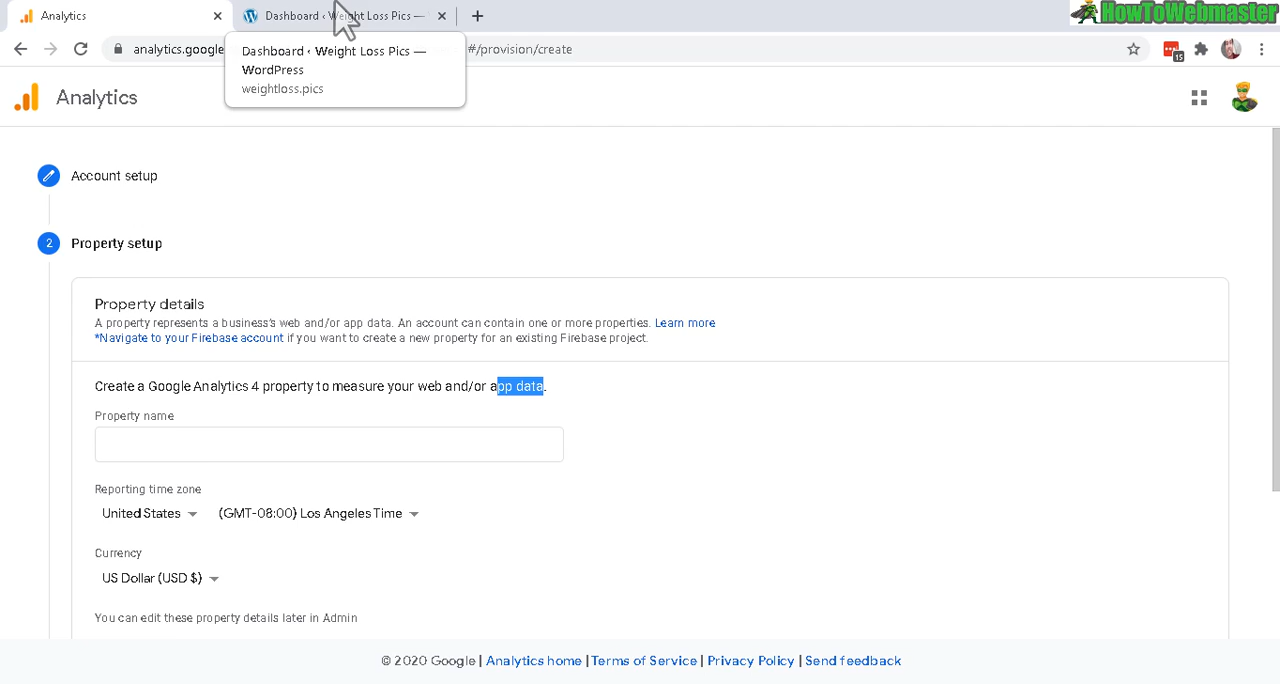 Analytics
Dashboard ‹ Weight Loss Pics —
HowToWebmaster
analytics.google
#/provision/create
15
Dashboard ‹ Weight Loss Pics —
WordPress
weightloss.pics
Analytics
Account setup
2
Property setup
Property details
A property represents a business's web and/or app data. An account can contain one or more properties. Learn more
*Navigate to your Firebase account if you want to create a new property for an existing Firebase project.
Create a Google Analytics 4 property to measure your web and/or app data.
Property name
Reporting time zone
United States (GMT-08:00) Los Angeles Time
Currency
US Dollar (USD $)
You can edit these property details later in Admin
© 2020 Google | Analytics home | Terms of Service | Privacy Policy | Send feedback